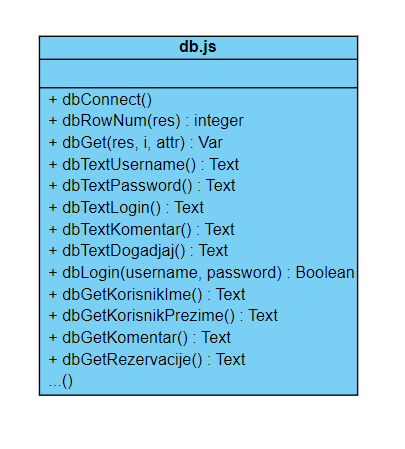 db.js
+ dbConnect()
+ dbRowNum(res) : integer
+ dbGet(res, i, attr) : Var
+ dbTextUsername() : Text
+ dbTextPassword() : Text
+ dbTextLogin() : Text
+ dbTextKomentar() : Text
+ dbTextDogadjaj() : Text
+ dbLogin(username, password) : Boolean
+ dbGetKorisnikIme() : Text
+ dbGetKorisnikPrezime() : Text
+ dbGetKomentar() : Text
+ dbGetRezervacije() : Text
...()